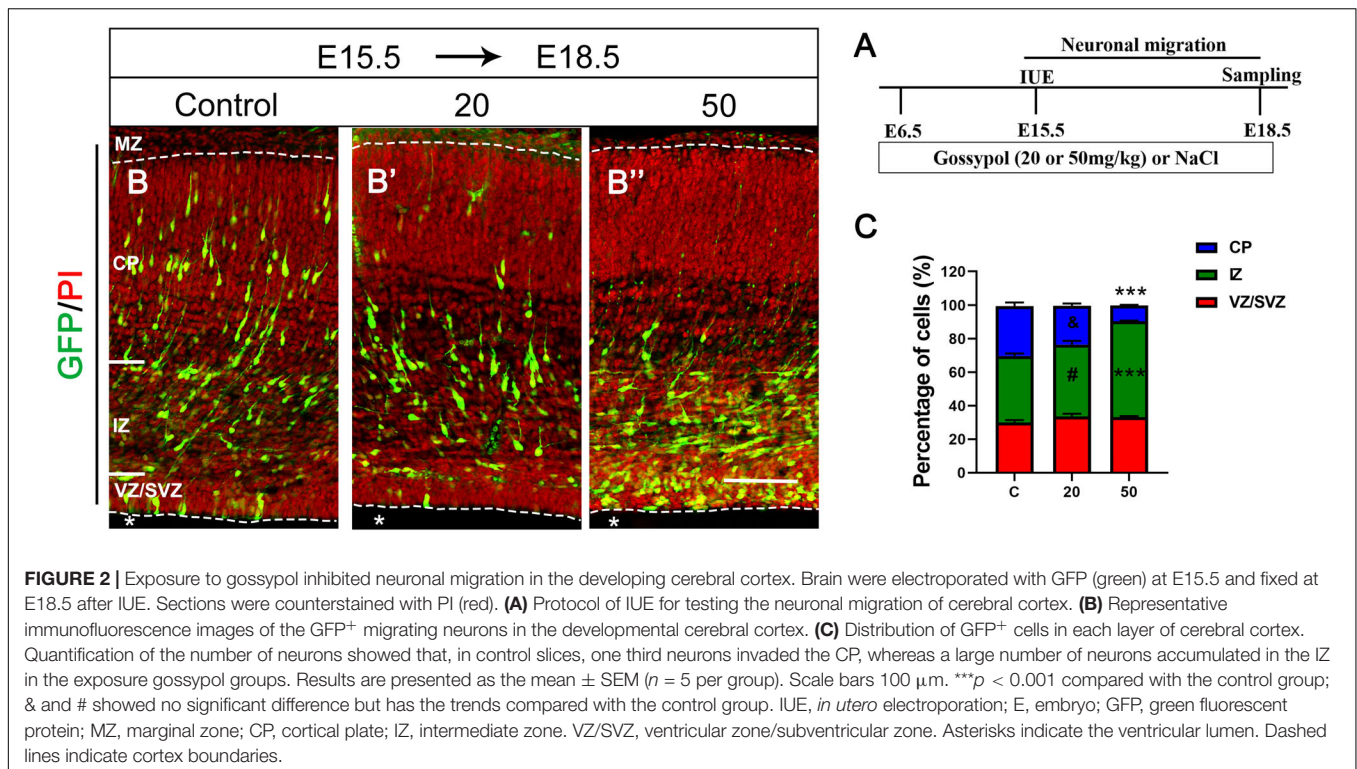 E15.5 → E18.5
Control 20 50
GFP/PI
MZ
B
CP
IZ
VZ/SVZ
*
B'
*
B''
*
A
Neuronal migration
IUE Sampling
E6.5 E15.5 E18.5
Gossypol (20 or 50mg/kg) or NaCl
C
CP
IZ
VZ/SVZ
Percentage of cells (%)
120
100
80
60
40
20
0
***
&
#
***
C 20 50
FIGURE 2 | Exposure to gossypol inhibited neuronal migration in the developing cerebral cortex. Brain were electroporated with GFP (green) at E15.5 and fixed at
E18.5 after IUE. Sections were counterstained with PI (red). (A) Protocol of IUE for testing the neuronal migration of cerebral cortex. (B) Representative
immunofluorescence images of the GFP+ migrating neurons in the developmental cerebral cortex. (C) Distribution of GFP+ cells in each layer of cerebral cortex.
Quantification of the number of neurons showed that, in control slices, one third neurons invaded the CP, whereas a large number of neurons accumulated in the IZ
in the exposure gossypol groups. Results are presented as the mean ± SEM (n = 5 per group). Scale bars 100 μm. ***p < 0.001 compared with the control group;
& and # showed no significant difference but has the trends compared with the control group. IUE, in utero electroporation; E, embryo; GFP, green fluorescent
protein; MZ, marginal zone; CP, cortical plate; IZ, intermediate zone. VZ/SVZ, ventricular zone/subventricular zone. Asterisks indicate the ventricular lumen. Dashed
lines indicate cortex boundaries.